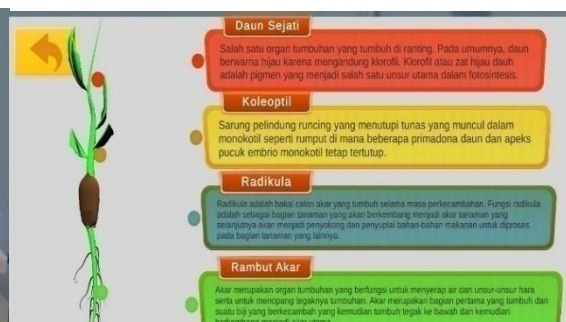 Daun Sejati
Salah satu organ tumbuhan yang tumbuh di ranting. Pada umumnya, daun
berwarna hijau karena mengandung klorofil. Klorofil atau zat hijau dauh
adalah pigmen yang menjadi salah satu unsur utama dalam fotosintesis.
Koleoptil
Sarung pelindung runcing yang menutupi tunas yang muncul dalam
monokotil seperti rumput di mana beberapa primadona daun dan apeks
pucuk embrio monokotil tetap tertutup.
Radikula
Radikula adalah bakal calon akar yang tumbuh selama masa perkecambahan. Fungsi radikula
adalah sebagai bagian tanaman yang akan berkembang menjadi akar tanaman yang
selanjutnya akan menjadi penyokong dan penyuplai bahan-bahan makanan untuk diproses
pada bagian tanaman yang lainnya.
Rambut Akar
Akar merupakan organ tumbuhan yang berfungsi untuk menyerap air dan unsur-unsur hara
serta untuk menopang tegaknya tumbuhan. Akar merupakan bagian pertama yang tumbuh dan
suatu biji yang berkecambah yang kemudian tumbuh tegak ke bawah dan kemudian
berkembang menjadi akar utama.